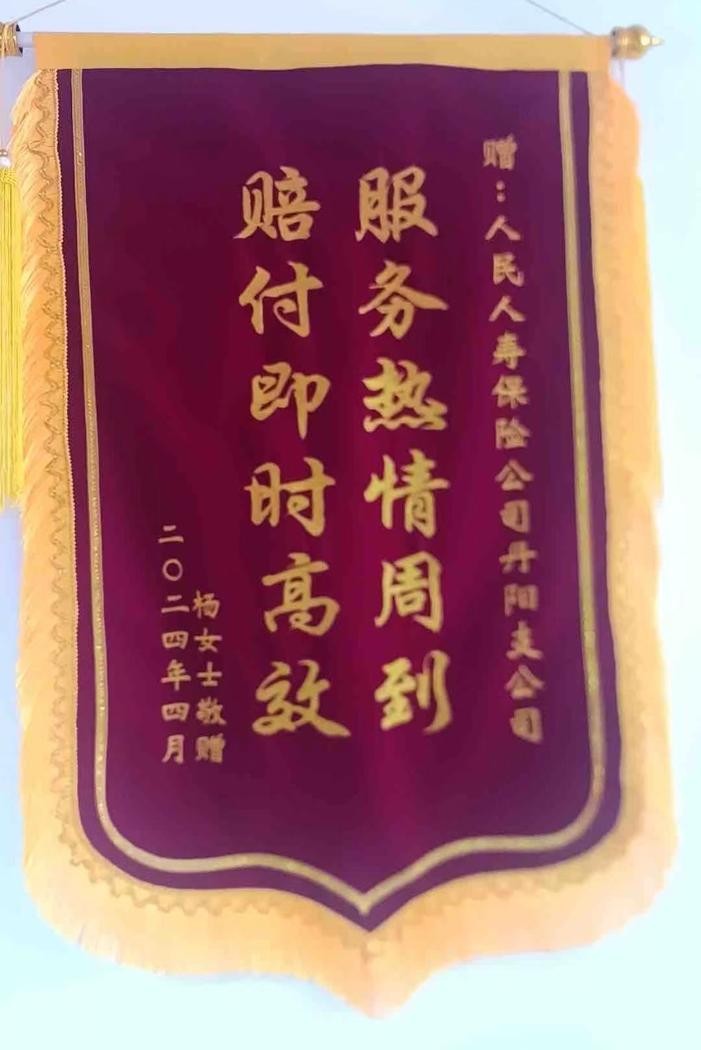 赠：人民人寿保险公司丹阳支公司
服务热情周到
赔付即时高效
杨女士敬赠
二〇二四年四月